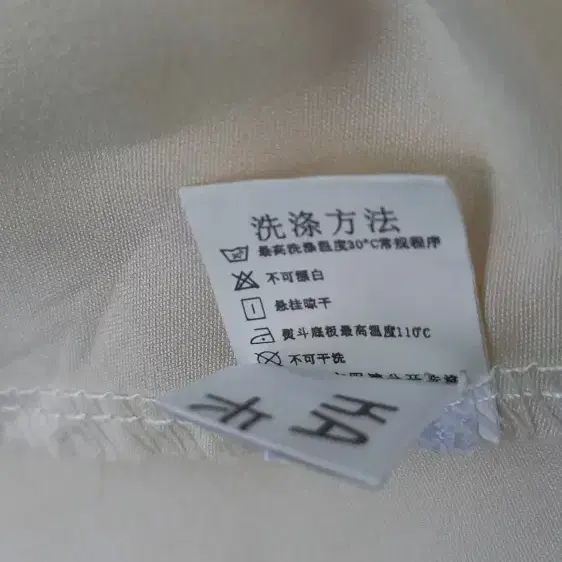 洗涤方法
最高洗涤温度30°C常规程序
不可漂白
悬挂晾干
熨斗底板最高温度110℃
不可干洗